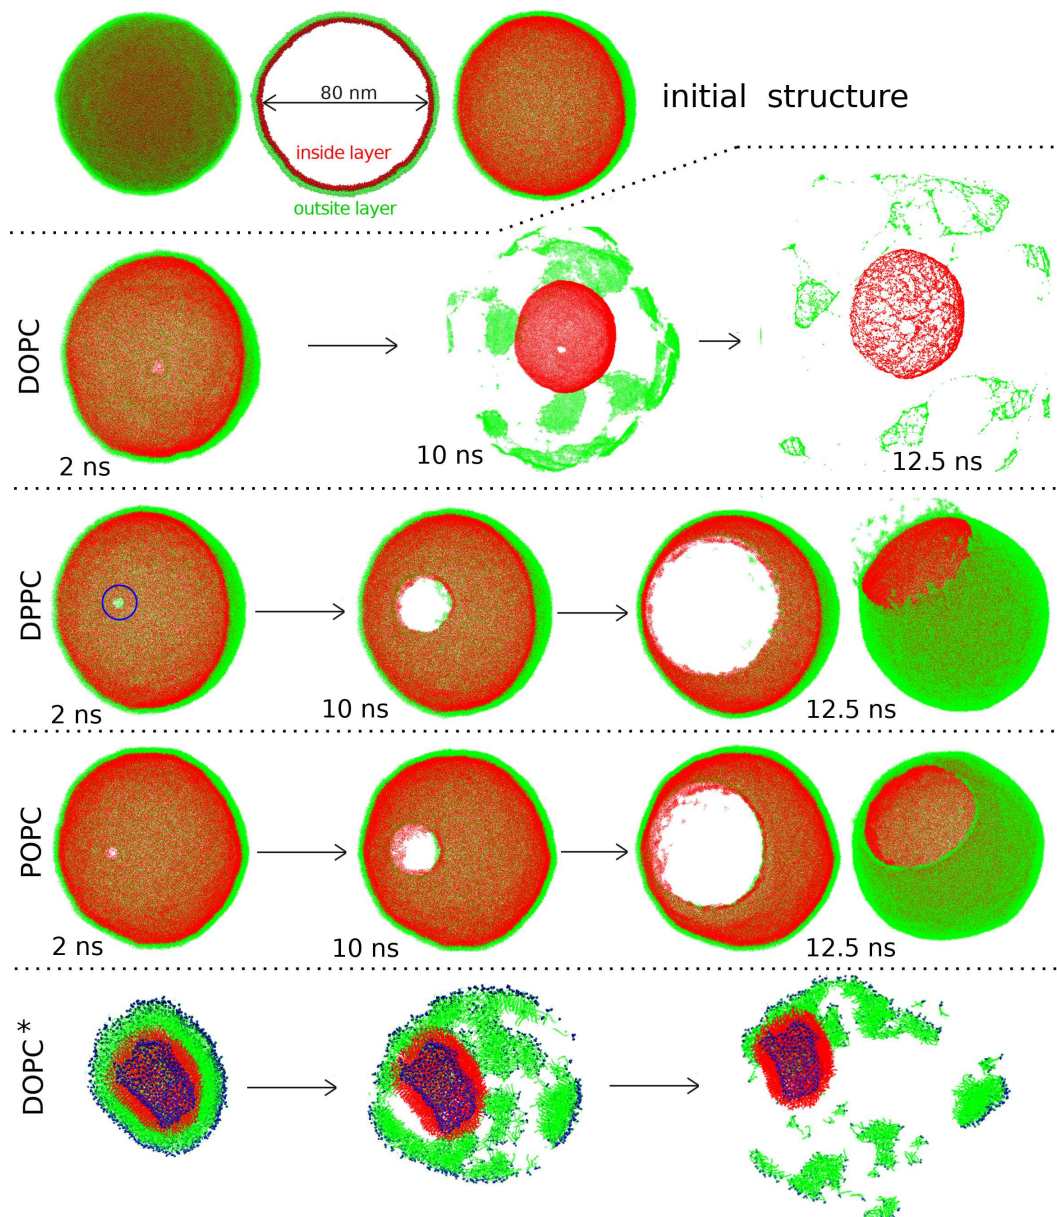 80 nm
inside layer
outsite layer
initial structure
DOPC
2 ns
10 ns
12.5 ns
DPPC
2 ns
10 ns
12.5 ns
POPC
2 ns
10 ns
12.5 ns
DOPC*